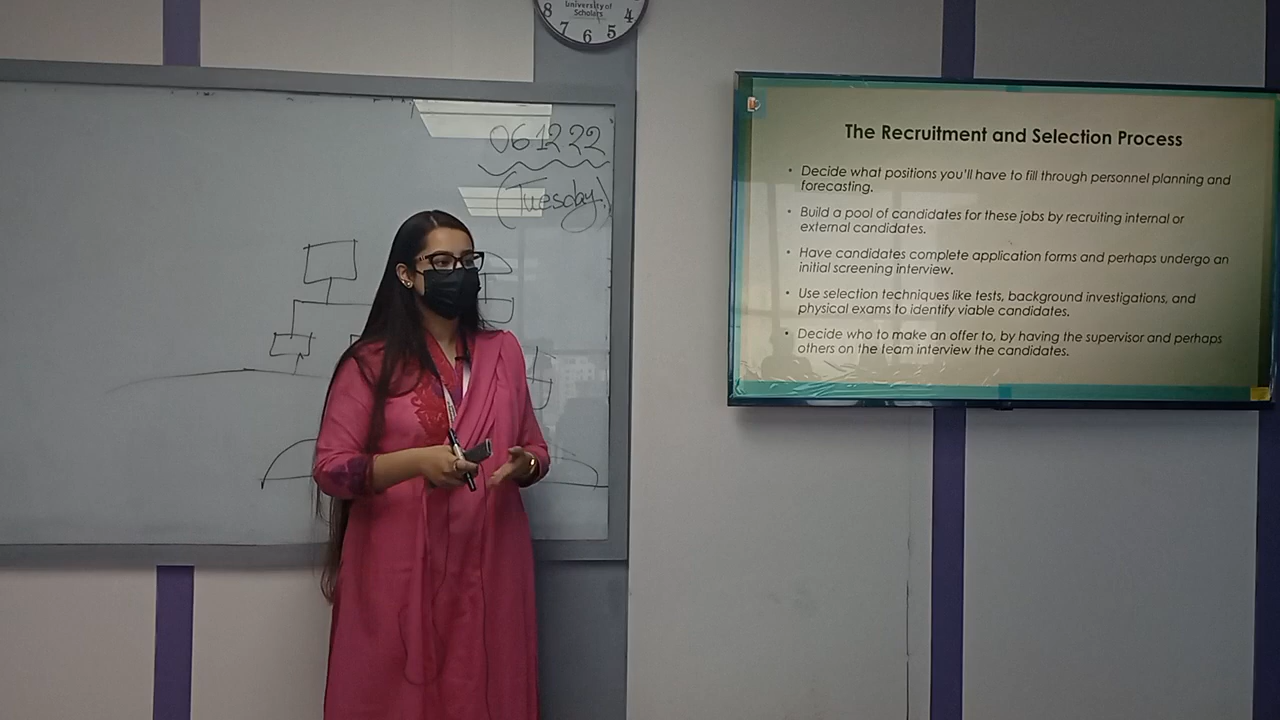 8 7 6 5 4
University of
Scholars
061222
(Tuesday)
The Recruitment and Selection Process
• Decide what positions you'll have to fill through personnel planning and
forecasting.
• Build a pool of candidates for these jobs by recruiting internal or
external candidates.
• Have candidates complete application forms and perhaps undergo an
initial screening interview.
• Use selection techniques like tests, background investigations, and
physical exams to identify viable candidates.
• Decide who to make an offer to, by having the supervisor and perhaps
others on the team interview the candidates.